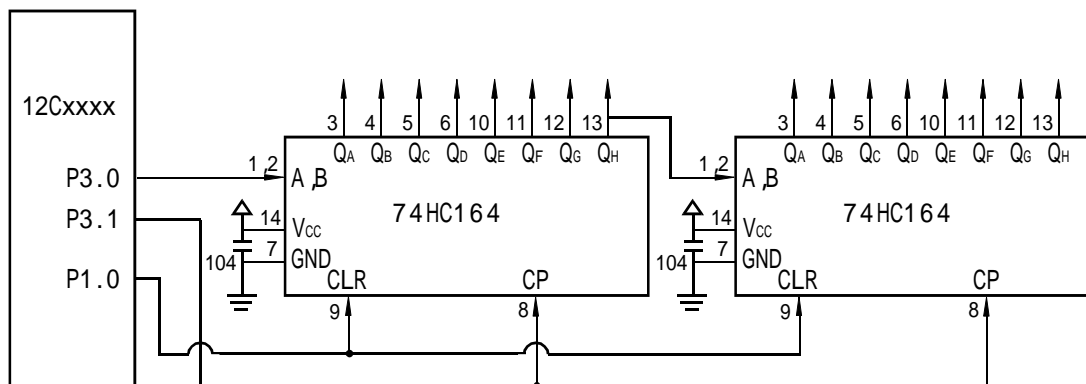 12Cxxxx
P3.0
P3.1
P1.0
3 4 5 6 10 11 12 13
QA QB QC QD QE QF QG QH
1,2
A,B
74HC164
14
VCC
7
GND
104
CLR
CP
9
8
3 4 5 6 10 11 12 13
QA QB QC QD QE QF QG QH
1,2
A,B
74HC164
14
VCC
7
GND
104
CLR
CP
9
8